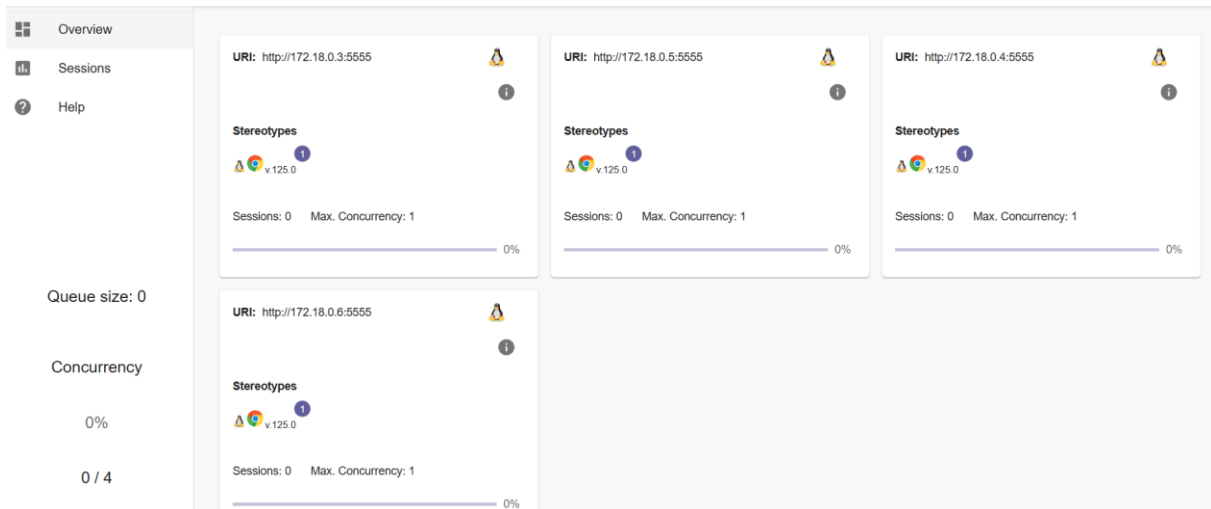 Overview
Sessions
Help
Queue size: 0
Concurrency
0%
0 / 4
URI: http://172.18.0.3:5555
Stereotypes
v.125.0 1
Sessions: 0 Max. Concurrency: 1
0%
URI: http://172.18.0.5:5555
Stereotypes
v.125.0 1
Sessions: 0 Max. Concurrency: 1
0%
URI: http://172.18.0.4:5555
Stereotypes
v.125.0 1
Sessions: 0 Max. Concurrency: 1
0%
URI: http://172.18.0.6:5555
Stereotypes
v.125.0 1
Sessions: 0 Max. Concurrency: 1
0%